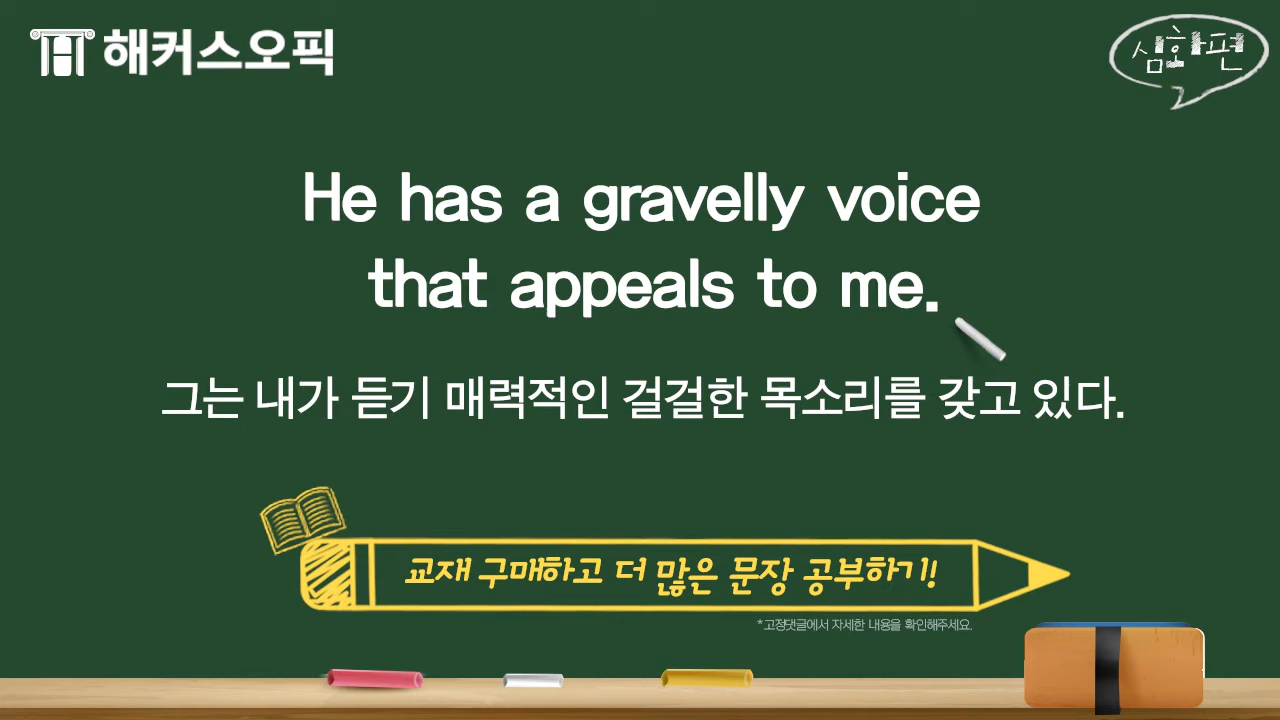 해커스오픽
심화편
He has a gravelly voice
that appeals to me.
그는 내가 듣기 매력적인 걸걸한 목소리를 갖고 있다.
교재 구매하고 더 많은 문장 공부하기!
*고정댓글에서 자세한 내용을 확인해주세요.